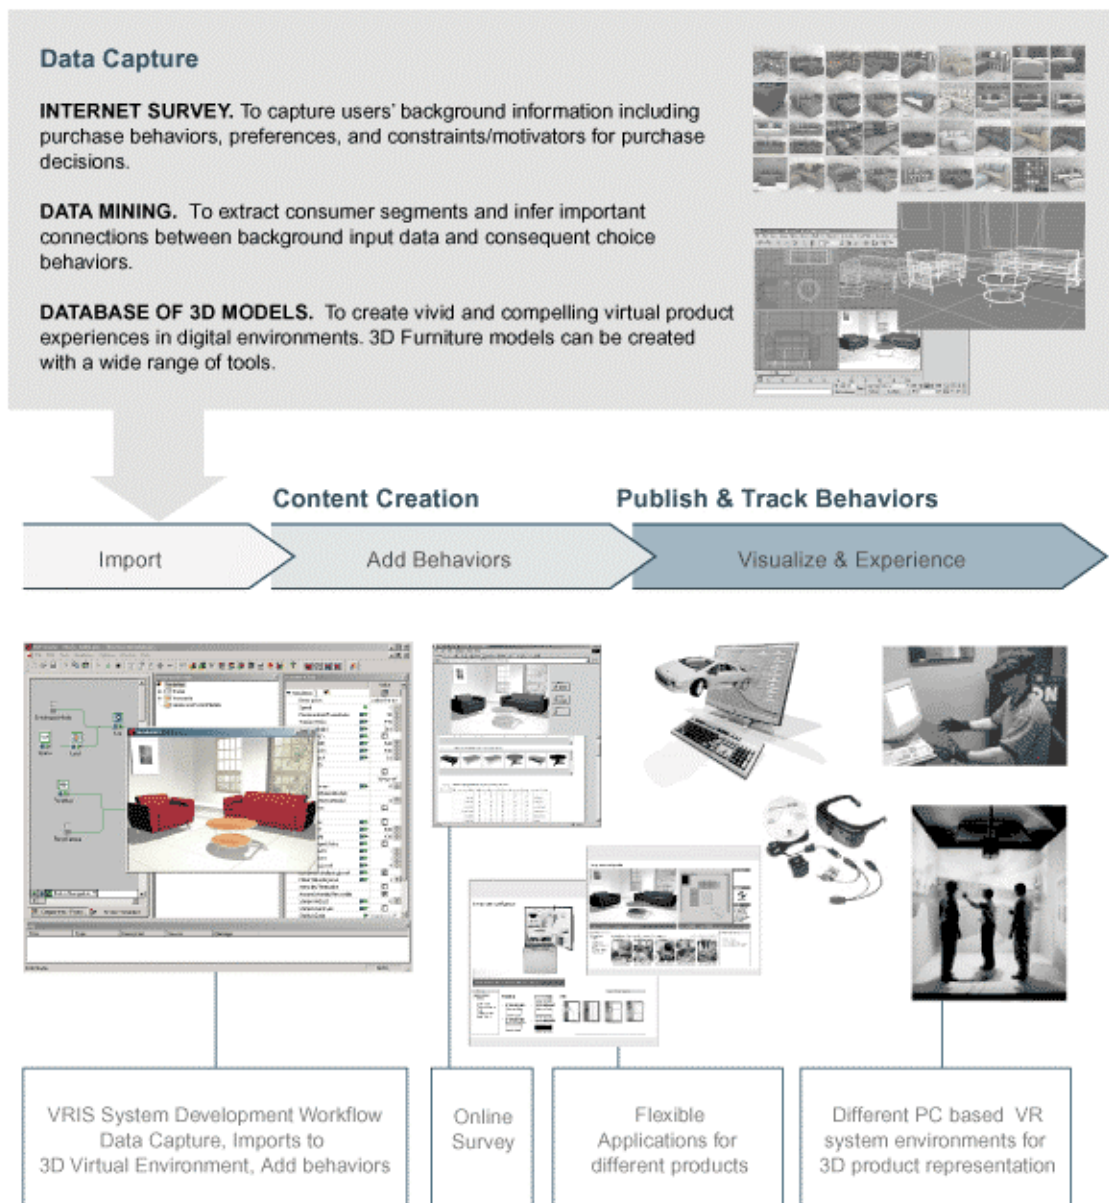 Data Capture
INTERNET SURVEY. To capture users' background information including
purchase behaviors, preferences, and constraints/motivators for purchase
decisions.
DATA MINING. To extract consumer segments and infer important
connections between background input data and consequent choice
behaviors.
DATABASE OF 3D MODELS. To create vivid and compelling virtual product
experiences in digital environments. 3D Furniture models can be created
with a wide range of tools.
Content Creation
Publish & Track Behaviors
Import
Add Behaviors
Visualize & Experience
VRIS System Development Workflow
Data Capture, Imports to
3D Virtual Environment, Add behaviors
Online
Survey
Flexible
Applications for
different products
Different PC based VR
system environments for
3D product representation